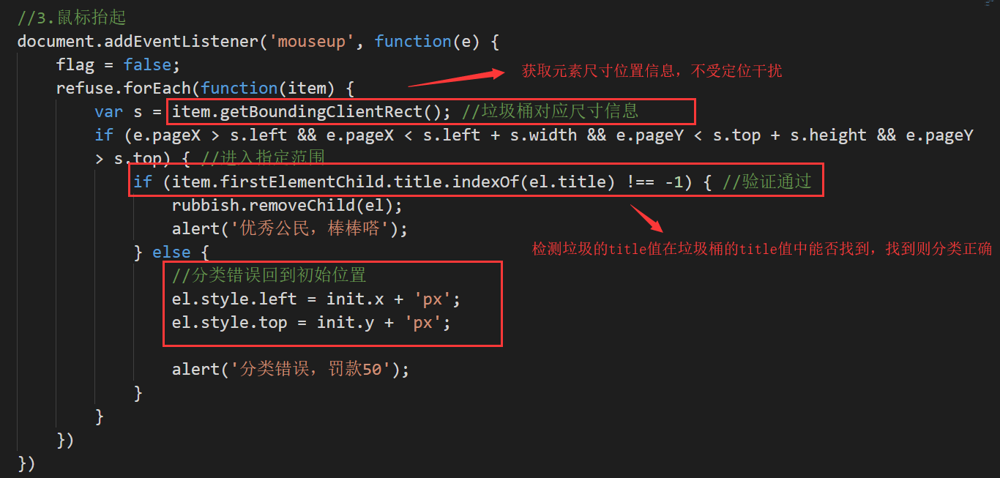 //3.鼠标抬起
document.addEventListener('mouseup', function(e) {
flag = false;
获取元素尺寸位置信息，不受定位干扰
refuse.forEach(function(item) {
var s = item.getBoundingClientRect(); //垃圾桶对应尺寸信息
if (e.pageX > s.left && e.pageX < s.left + s.width && e.pageY < s.top + s.height && e.pageY
> s.top) { //进入指定范围
if (item.firstElementChild.title.indexOf(el.title) !== -1) { //验证通过
rubbish.removeChild(el);
alert('优秀公民，棒棒嗒');
} else {
检测垃圾的title值在垃圾桶的title值中能否找到，找到则分类正确
//分类错误回到初始位置
el.style.left = init.x + 'px';
el.style.top = init.y + 'px';
alert('分类错误，罚款50');
}
}
})
})